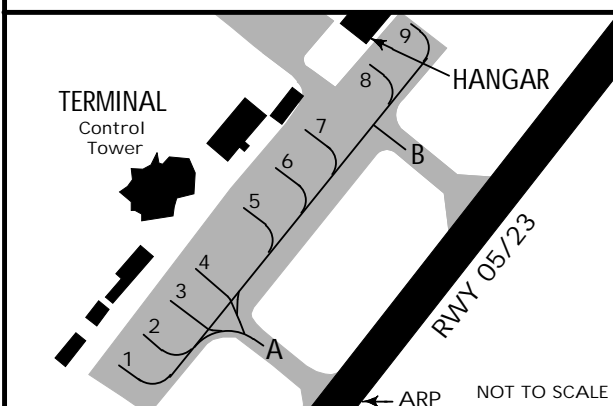 9
8
HANGAR
TERMINAL
Control
Tower
7
B
6
5
4
3
2
1
A
RWY 05/23
ARP
NOT TO SCALE